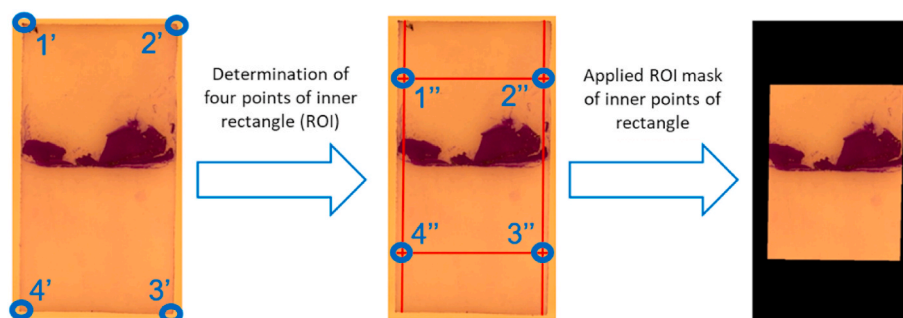 1’
2’
4’
3’
Determination of
four points of inner
rectangle (ROI)
1’’
2’’
4’’
3’’
Applied ROI mask
of inner points of
rectangle